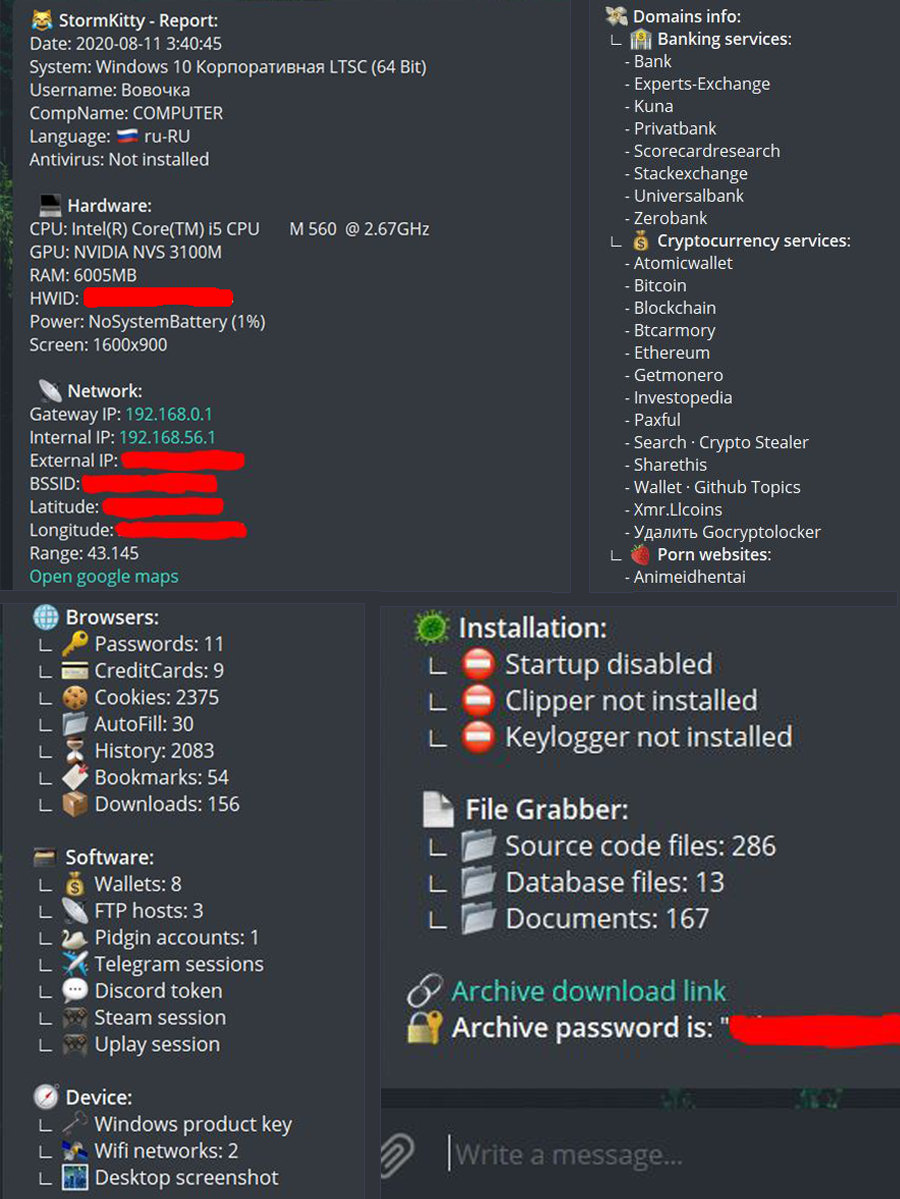 StormKitty - Report:
Date: 2020-08-11 3:40:45
System: Windows 10 Корпоративная LTSC (64 Bit)
Username: Вовочка
CompName: COMPUTER
Language: ru-RU
Antivirus: Not installed
Hardware:
CPU: Intel(R) Core(TM) i5 CPU M 560 @ 2.67GHz
GPU: NVIDIA NVS 3100M
RAM: 6005MB
HWID:
Power: NoSystemBattery (1%)
Screen: 1600x900
Network:
Gateway IP: 192.168.0.1
Internal IP: 192.168.56.1
External IP:
BSSID:
Latitude:
Longitude:
Range: 43.145
Open google maps
Domains info:
Banking services:
- Bank
- Experts-Exchange
- Kuna
- Privatbank
- Scorecardresearch
- Stackexchange
- Universalbank
- Zerobank
Cryptocurrency services:
- Atomicwallet
- Bitcoin
- Blockchain
- Btcarmory
- Ethereum
- Getmonero
- Investopedia
- Paxful
- Search · Crypto Stealer
- Sharethis
- Wallet · Github Topics
- Xmr.Llcoins
- Удалить Gocryptolocker
Porn websites:
- Animeidhentai
Browsers:
Passwords: 11
CreditCards: 9
Cookies: 2375
AutoFill: 30
History: 2083
Bookmarks: 54
Downloads: 156
Software:
Wallets: 8
FTP hosts: 3
Pidgin accounts: 1
Telegram sessions
Discord token
Steam session
Uplay session
Device:
Windows product key
Wifi networks: 2
Desktop screenshot
Installation:
Startup disabled
Clipper not installed
Keylogger not installed
File Grabber:
Source code files: 286
Database files: 13
Documents: 167
Archive download link
Archive password is: "
Write a message...